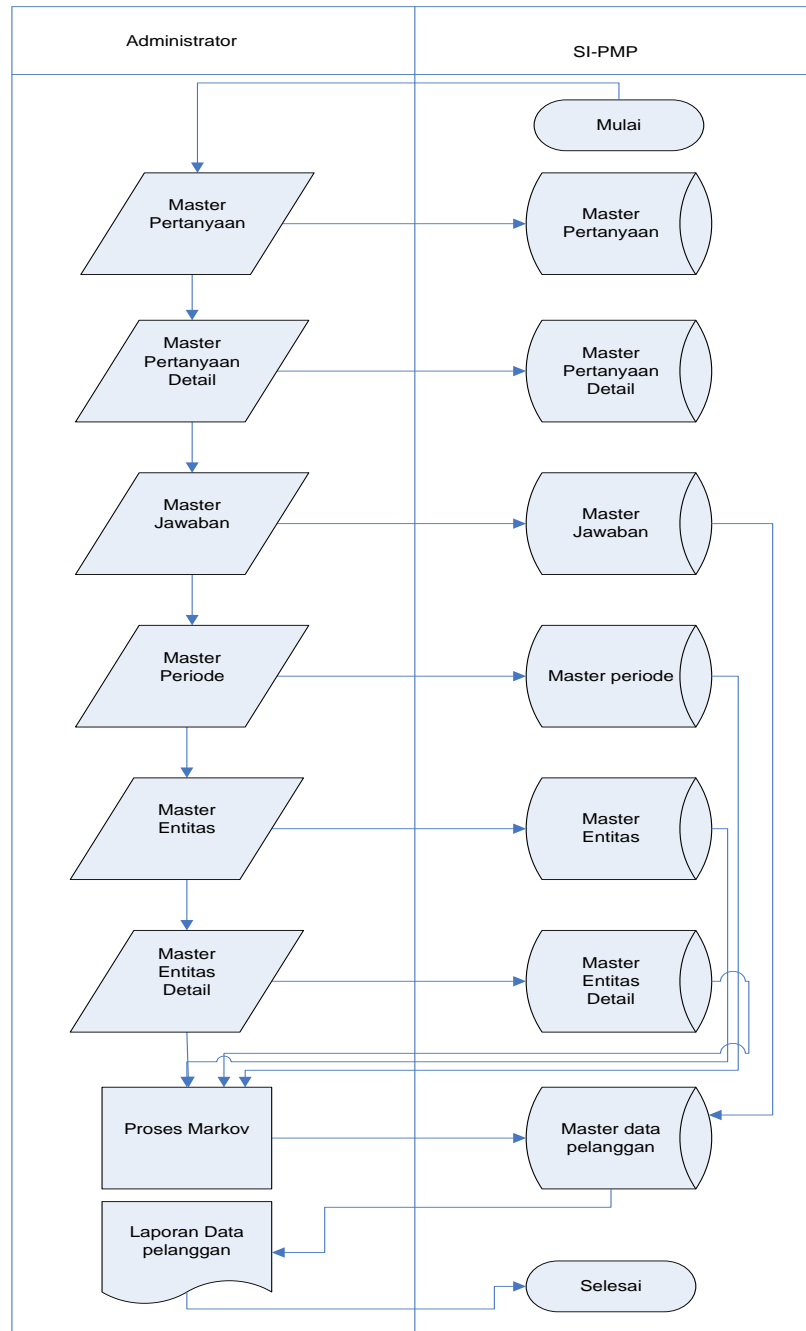 Administrator
SI-PMP
Mulai
Master
Pertanyaan
Master
Pertanyaan
Master
Pertanyaan
Detail
Master
Pertanyaan
Detail
Master
Jawaban
Master
Jawaban
Master
Periode
Master periode
Master
Entitas
Master
Entitas
Master
Entitas
Detail
Master
Entitas
Detail
Proses Markov
Master data
pelanggan
Laporan Data
pelanggan
Selesai